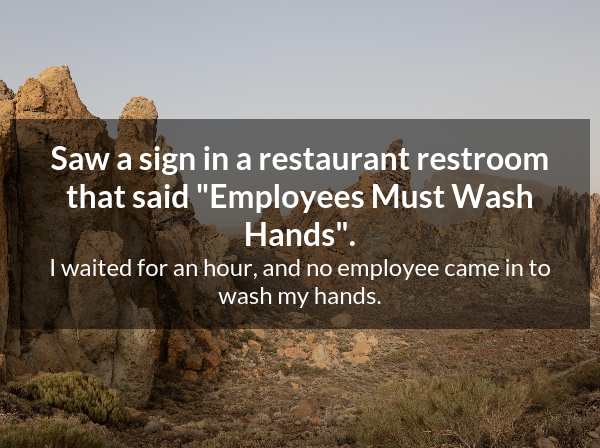 Saw a sign in a restaurant restroom
that said "Employees Must Wash
Hands".
I waited for an hour, and no employee came in to
wash my hands.